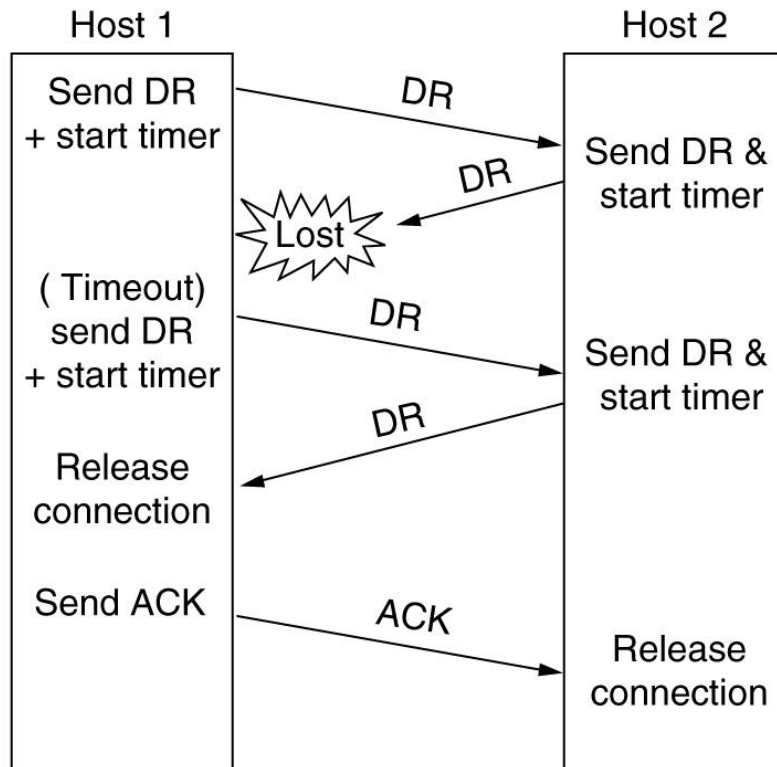 Host 1
Host 2
Send DR
+ start timer
DR
Send DR &
start timer
DR
Lost
( Timeout)
send DR
+ start timer
DR
Send DR &
start timer
DR
Release
connection
Send ACK
ACK
Release
connection